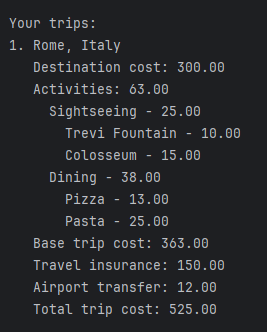 Your trips:
1. Rome, Italy
Destination cost: 300.00
Activities: 63.00
Sightseeing - 25.00
Trevi Fountain - 10.00
Colosseum - 15.00
Dining - 38.00
Pizza - 13.00
Pasta - 25.00
Base trip cost: 363.00
Travel insurance: 150.00
Airport transfer: 12.00
Total trip cost: 525.00